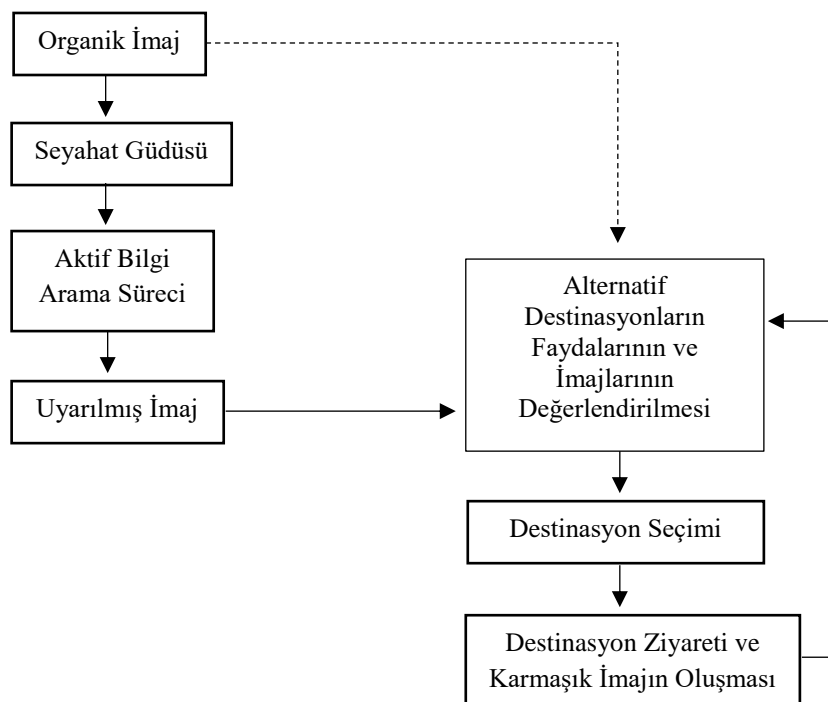 Organik İmaj
Seyahat Güdüsü
Aktif Bilgi
Arama Süreci
Uyarılmış İmaj
Alternatif
Destinasyonların
Faydalarının ve
İmajlarının
Değerlendirilmesi
Destinasyon Seçimi
Destinasyon Ziyareti ve
Karmaşık İmajın Oluşması